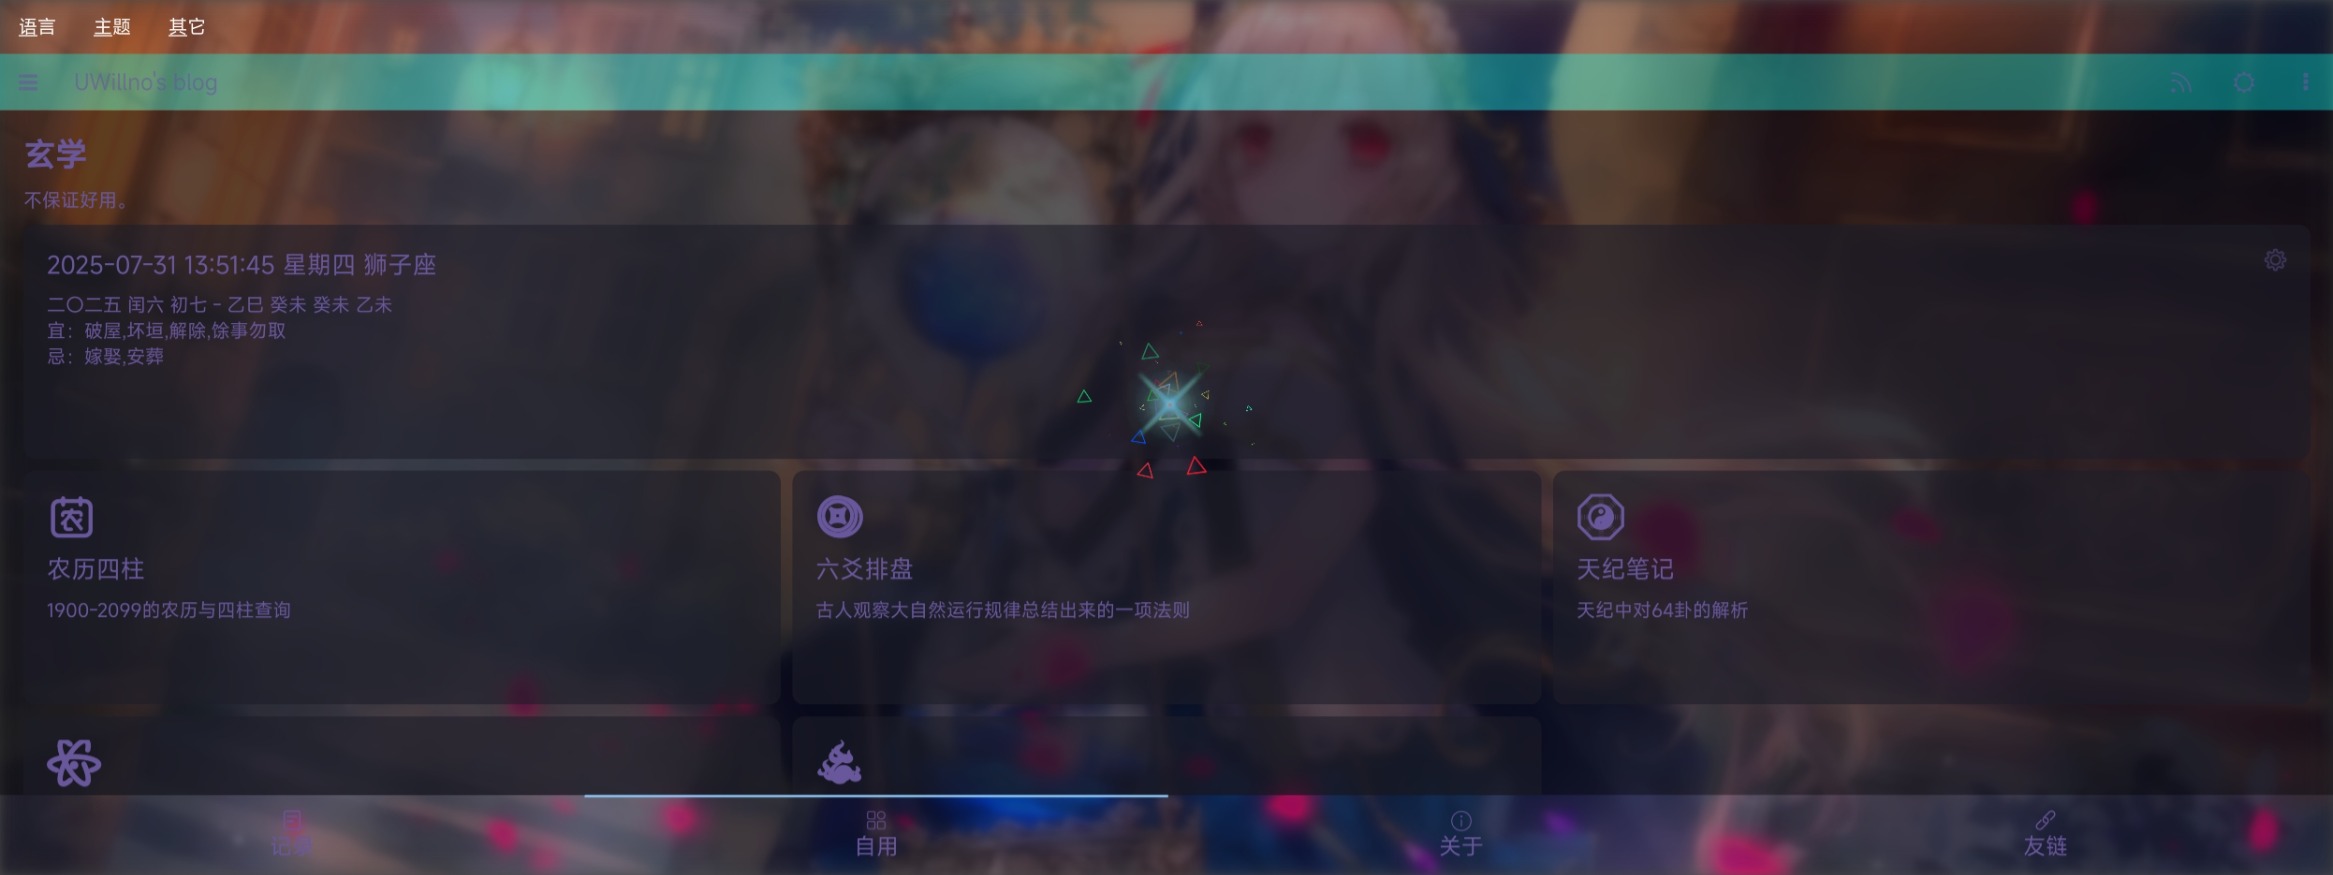 语言 主题 其它
UWillno's blog
玄学
不保证好用。
2025-07-31 13:51:45 星期四 狮子座
二〇二五 闰六 初七 - 乙巳 癸未 癸未 乙未
宜：破屋,坏垣,解除,馀事勿取
忌：嫁娶,安葬
农
农历四柱
1900-2099的农历与四柱查询
六爻排盘
古人观察大自然运行规律总结出来的一项法则
天纪笔记
天纪中对64卦的解析
记录 自用 关于 友链